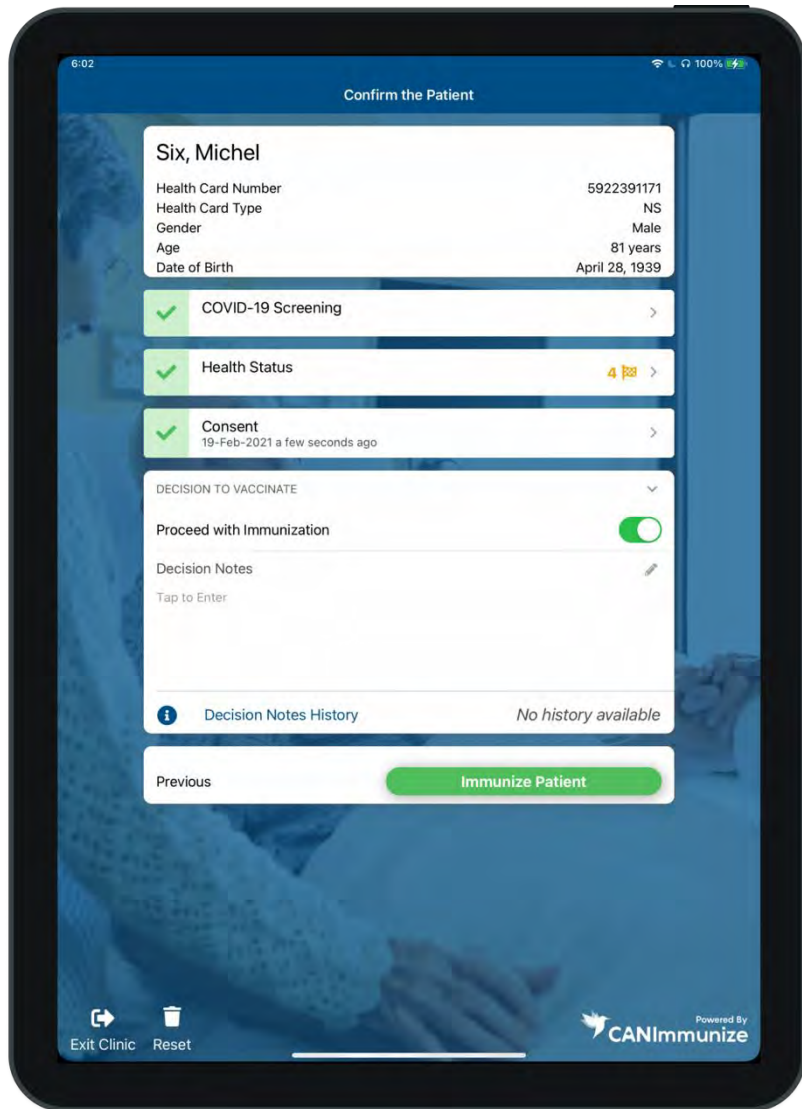 6:02 100%
Confirm the Patient
Six, Michel
Health Card Number 5922391171
Health Card Type NS
Gender Male
Age 81 years
Date of Birth April 28, 1939
COVID-19 Screening
Health Status 4
Consent
19-Feb-2021 a few seconds ago
DECISION TO VACCINATE
Proceed with Immunization
Decision Notes
Tap to Enter
Decision Notes History No history available
Previous Immunize Patient
Powered By
CANImmunize
Exit Clinic Reset